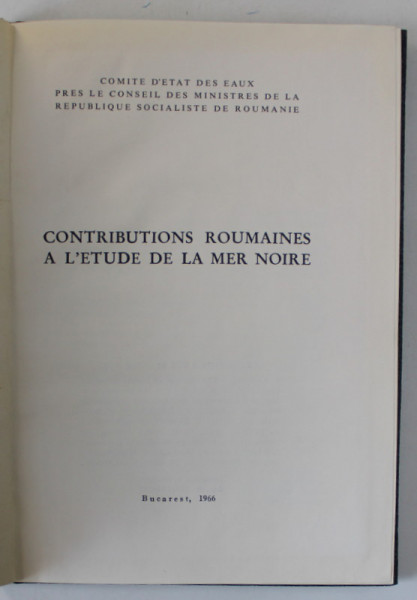 COMITE D'ETAT DES EAUX
PRES LE CONSEIL DES MINISTRES DE LA
REPUBLIQUE SOCIALISTE DE ROUMANIE
CONTRIBUTIONS ROUMAINES
A L'ETUDE DE LA MER NOIRE
Bucarest, 1966